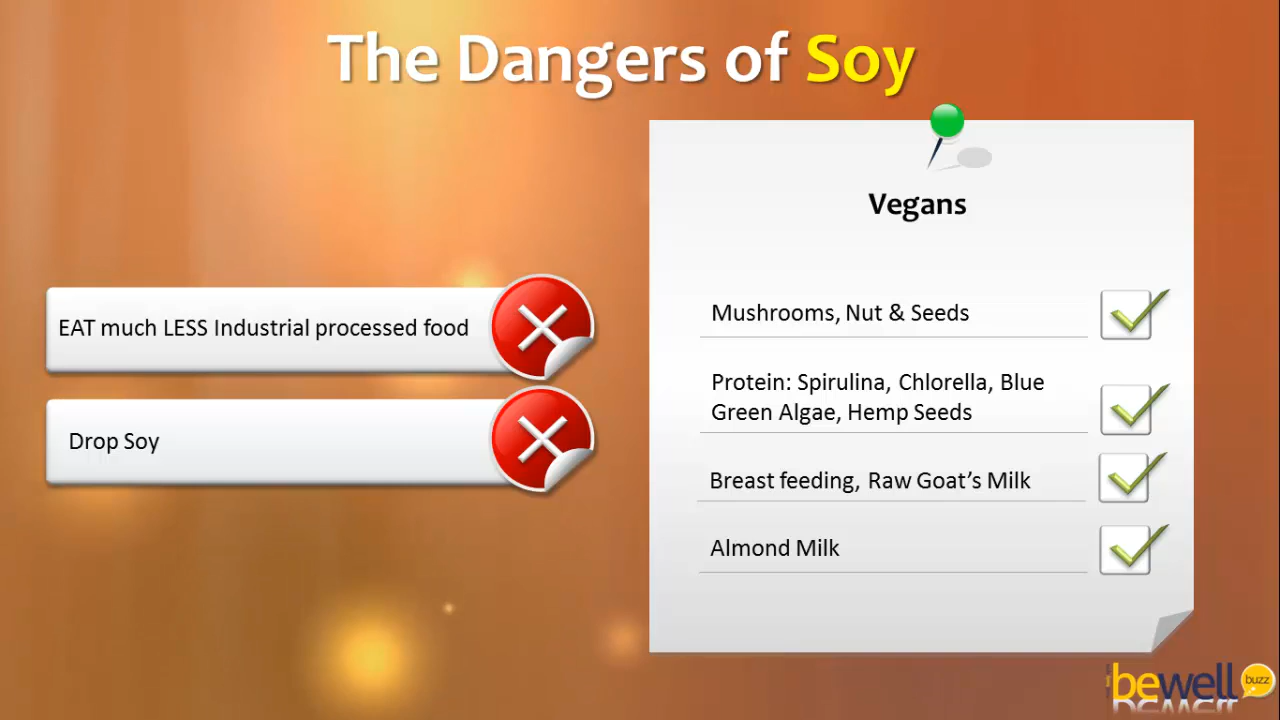 The Dangers of Soy
EAT much LESS Industrial processed food
Drop Soy
Vegans
Mushrooms, Nut & Seeds
Protein: Spirulina, Chlorella, Blue
Green Algae, Hemp Seeds
Breast feeding, Raw Goat's Milk
Almond Milk
bewell buzz